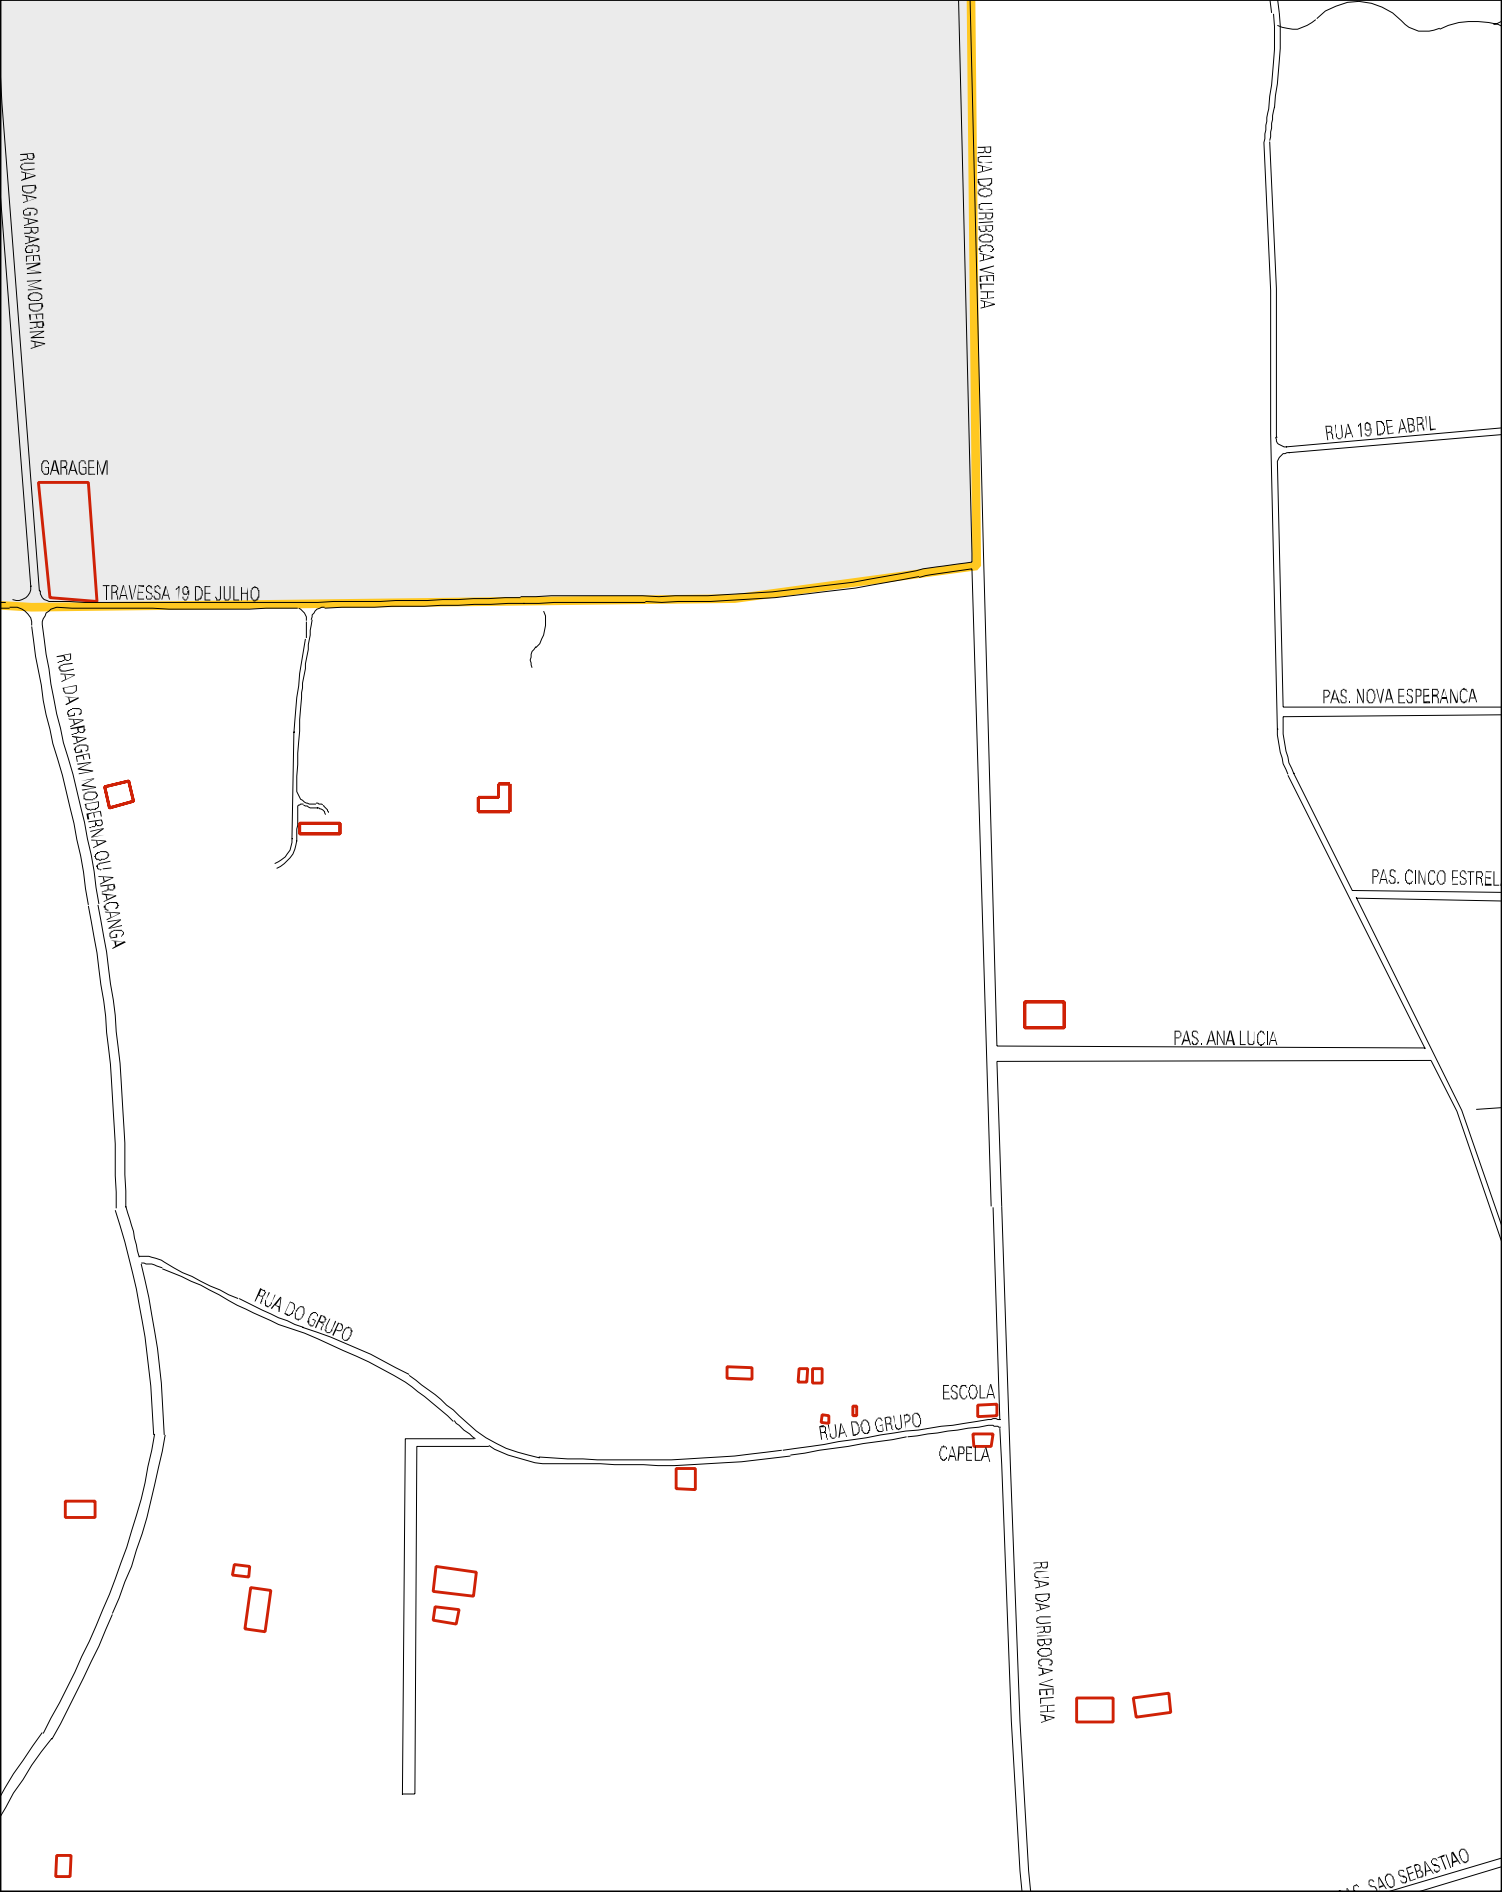 RUA DA GARAGEM MODERNA
RUA DO URIBOCA VELHA
RUA 19 DE ABRIL
GARAGEM
TRAVESSA 19 DE JULHO
RUA DA GARAGEM MODERNA OU ARAÇANGA
PAS. NOVA ESPERANCA
PAS. CINCO ESTREL
PAS. ANA LUCIA
RUA DO GRUPO
ESCOLA
RUA DO GRUPO
CAPELA
RUA DA URIBOCA VELHA
SAO SEBASTIAO